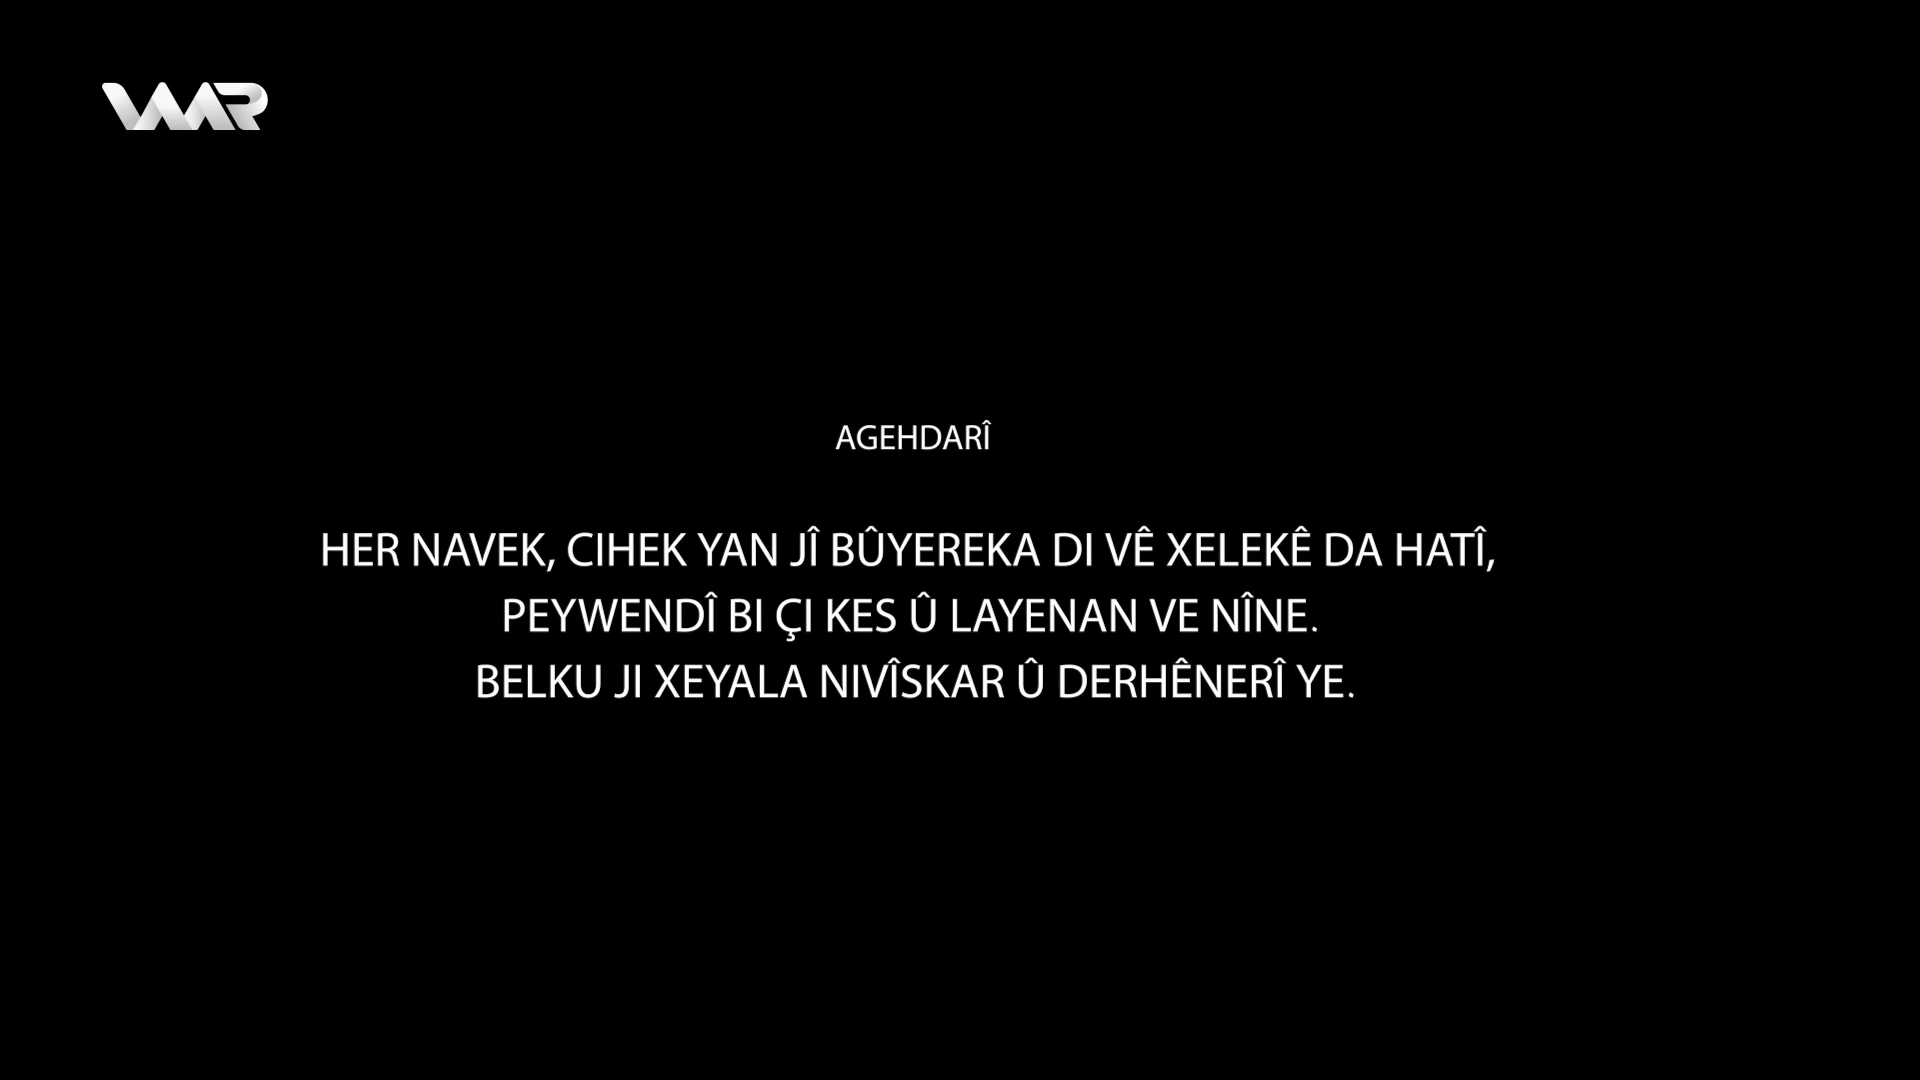 WAAR
AGEHDARÎ
HER NAVEK, CIHEK YAN JÎ BÛYEREKA DI VÊ XELEKÊ DA HATÎ,
PEYWENDÎ BI ÇI KES Û LAYENAN VE NÎNE.
BELKU JI XEYALA NIVÎSKAR Û DERHÊNERÎ YE.